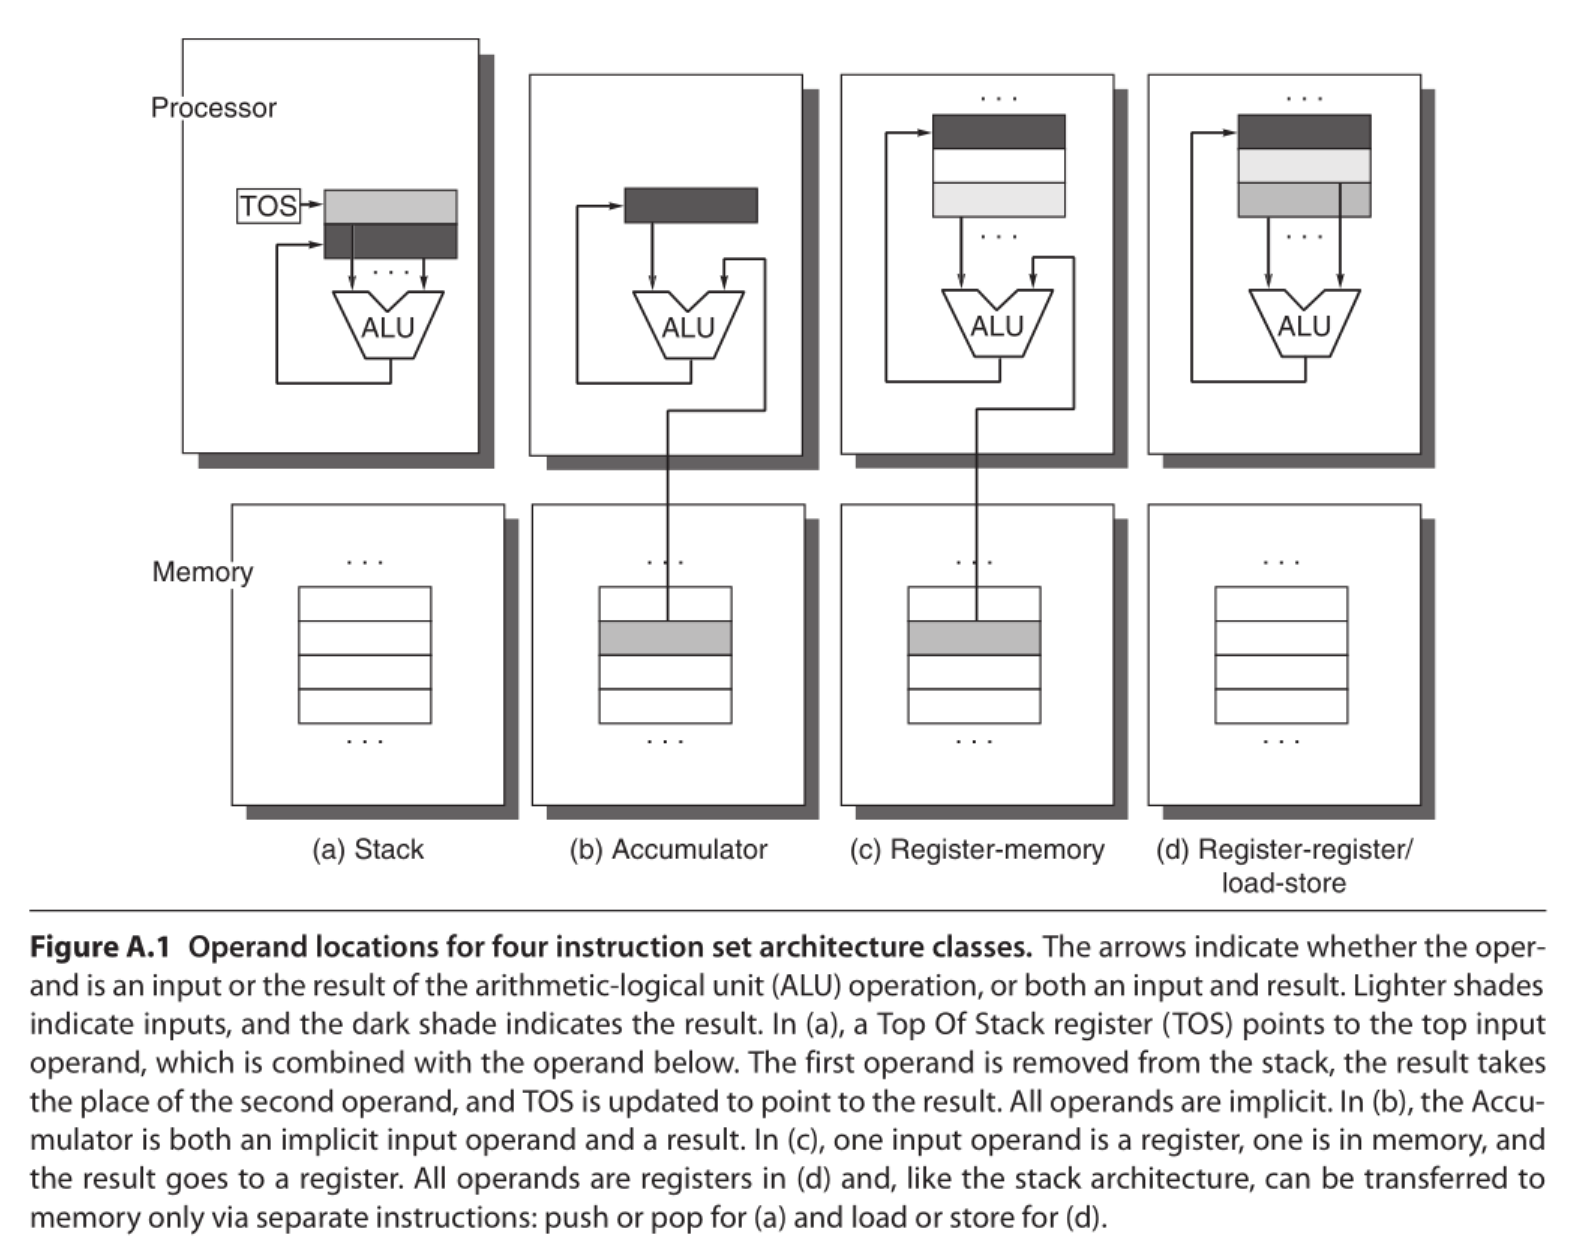 Processor
TOS
ALU
ALU
ALU
ALU
Memory
(a) Stack
(b) Accumulator
(c) Register-memory
(d) Register-register/
load-store
Figure A.1 Operand locations for four instruction set architecture classes. The arrows indicate whether the oper-
and is an input or the result of the arithmetic-logical unit (ALU) operation, or both an input and result. Lighter shades
indicate inputs, and the dark shade indicates the result. In (a), a Top Of Stack register (TOS) points to the top input
operand, which is combined with the operand below. The first operand is removed from the stack, the result takes
the place of the second operand, and TOS is updated to point to the result. All operands are implicit. In (b), the Accu-
mulator is both an implicit input operand and a result. In (c), one input operand is a register, one is in memory, and
the result goes to a register. All operands are registers in (d) and, like the stack architecture, can be transferred to
memory only via separate instructions: push or pop for (a) and load or store for (d).